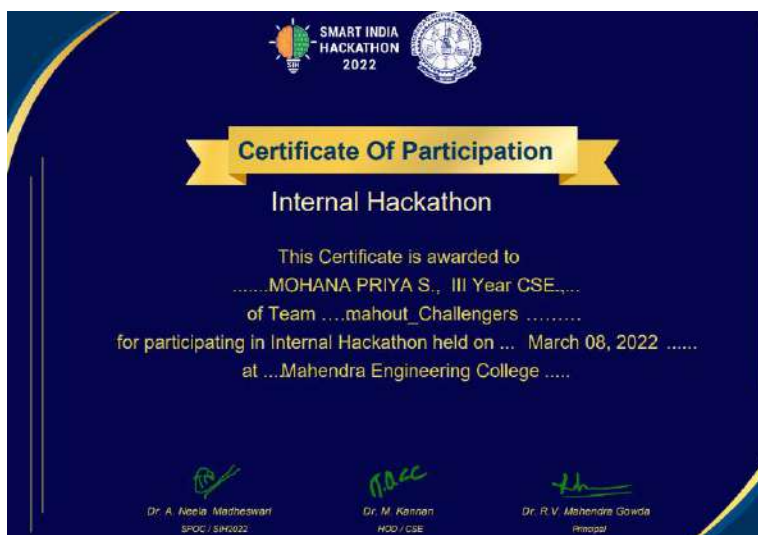 SMART INDIA
HACKATHON
2022
SIH
Certificate Of Participation
Internal Hackathon
This Certificate is awarded to
.......MOHANA PRIYA S., III Year CSE.,...
of Team ....mahout_Challengers .........
for participating in Internal Hackathon held on ... March 08, 2022 ......
at ....Mahendra Engineering College .....
Dr. A. Neela Madheswari
Dr. M. Kannan
Dr. R.V. Mahendra Gowda
SPOC / SIH2022
HOD / CSE
Principal